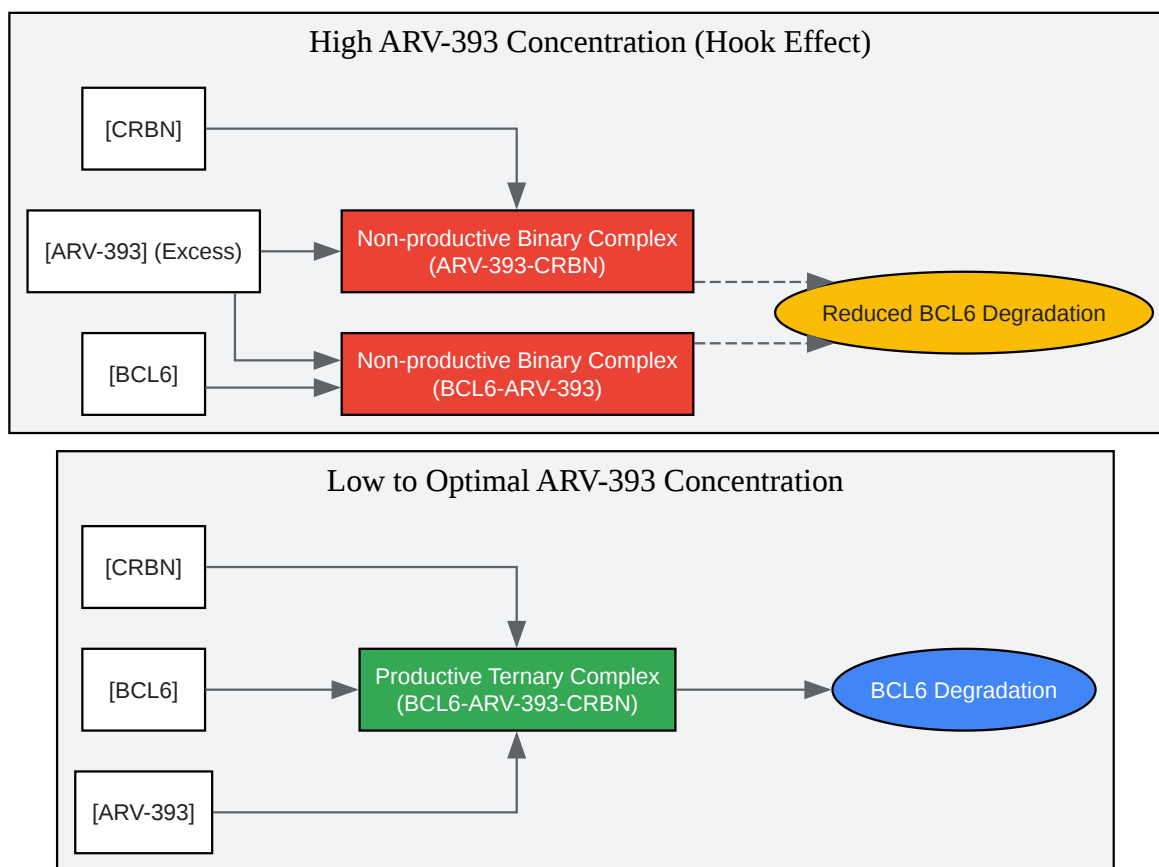 High ARV-393 Concentration (Hook Effect)
[CRBN]
[ARV-393] (Excess)
Non-productive Binary Complex
(ARV-393-CRBN)
Reduced BCL6 Degradation
[BCL6]
Non-productive Binary Complex
(BCL6-ARV-393)
Low to Optimal ARV-393 Concentration
[CRBN]
[BCL6]
Productive Ternary Complex
(BCL6-ARV-393-CRBN)
BCL6 Degradation
[ARV-393]